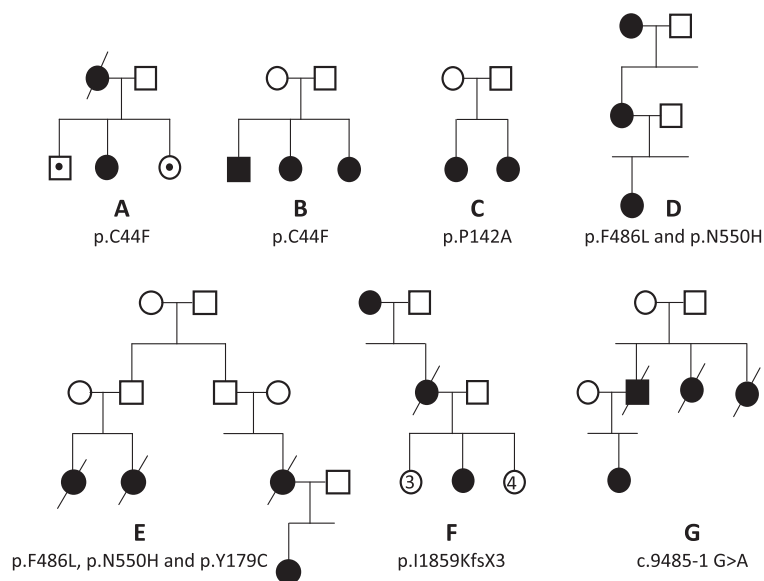 A
p.C44F
B
p.C44F
C
p.P142A
D
p.F486L and p.N550H
E
p.F486L, p.N550H and p.Y179C
3
4
F
p.I1859KfsX3
G
c.9485-1 G>A